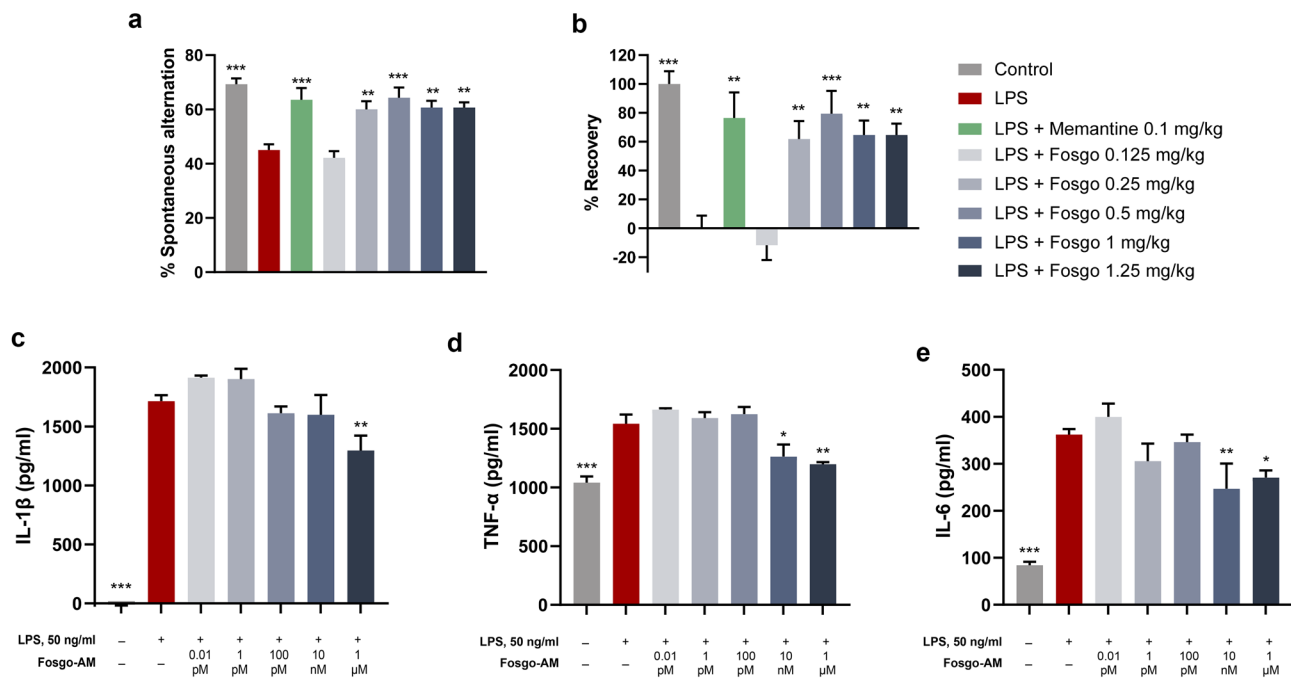 a
% Spontaneous alternation
80
60
40
20
0
***
***
**
***
**
**
b
% Recovery
120
100
80
60
40
20
0
-20
***
**
**
***
**
**
Control
LPS
LPS + Memantine 0.1 mg/kg
LPS + Fosgo 0.125 mg/kg
LPS + Fosgo 0.25 mg/kg
LPS + Fosgo 0.5 mg/kg
LPS + Fosgo 1 mg/kg
LPS + Fosgo 1.25 mg/kg
c
IL-1β (pg/ml)
2000
1500
1000
500
0
***
**
LPS, 50 ng/ml – + + + + + +
Fosgo-AM – – 0.01 pM 1 pM 100 pM 10 nM 1 µM
d
TNF-α (pg/ml)
2000
1500
1000
500
0
***
*
**
LPS, 50 ng/ml – + + + + + +
Fosgo-AM – – 0.01 pM 1 pM 100 pM 10 nM 1 µM
e
IL-6 (pg/ml)
500
400
300
200
100
0
***
**
*
LPS, 50 ng/ml – + + + + + +
Fosgo-AM – – 0.01 pM 1 pM 100 pM 10 nM 1 µM